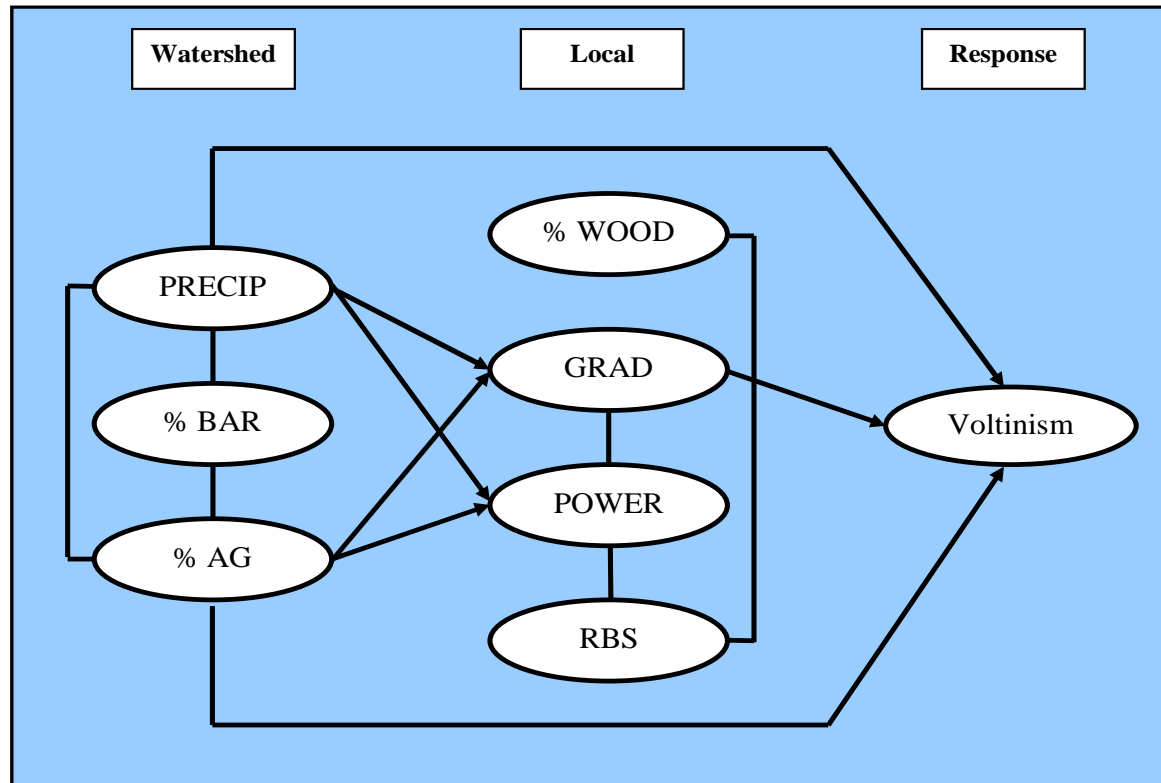 Watershed
Local
Response
% WOOD
PRECIP
GRAD
% BAR
Voltinism
POWER
% AG
RBS